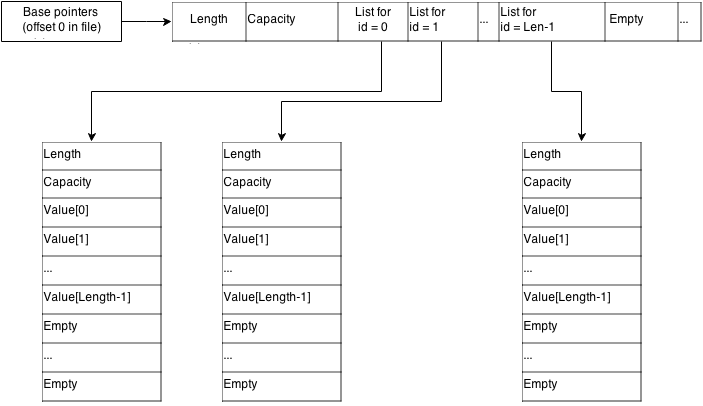 Base pointers
(offset 0 in file)
Length
Capacity
List for
id = 0
List for
id = 1
...
List for
id = Len-1
Empty
...
Length
Capacity
Value[0]
Value[1]
...
Value[Length-1]
Empty
...
Empty
Length
Capacity
Value[0]
Value[1]
...
Value[Length-1]
Empty
...
Empty
Length
Capacity
Value[0]
Value[1]
...
Value[Length-1]
Empty
...
Empty